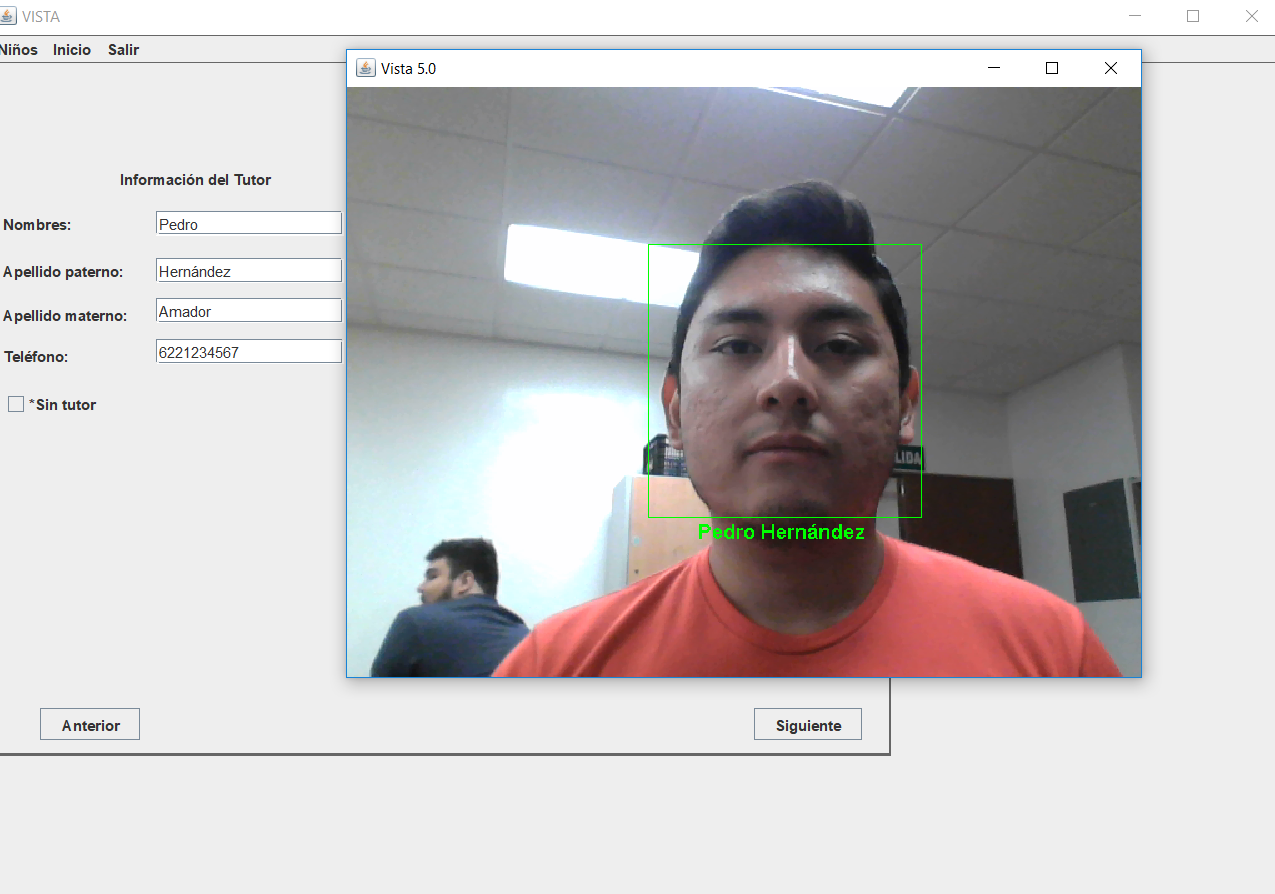 VISTA
Niños Inicio Salir
Vista 5.0
Información del Tutor
Nombres: Pedro
Apellido paterno: Hernández
Apellido materno: Amador
Teléfono: 6221234567
*Sin tutor
LIDA
Pedro Hernández
Anterior Siguiente